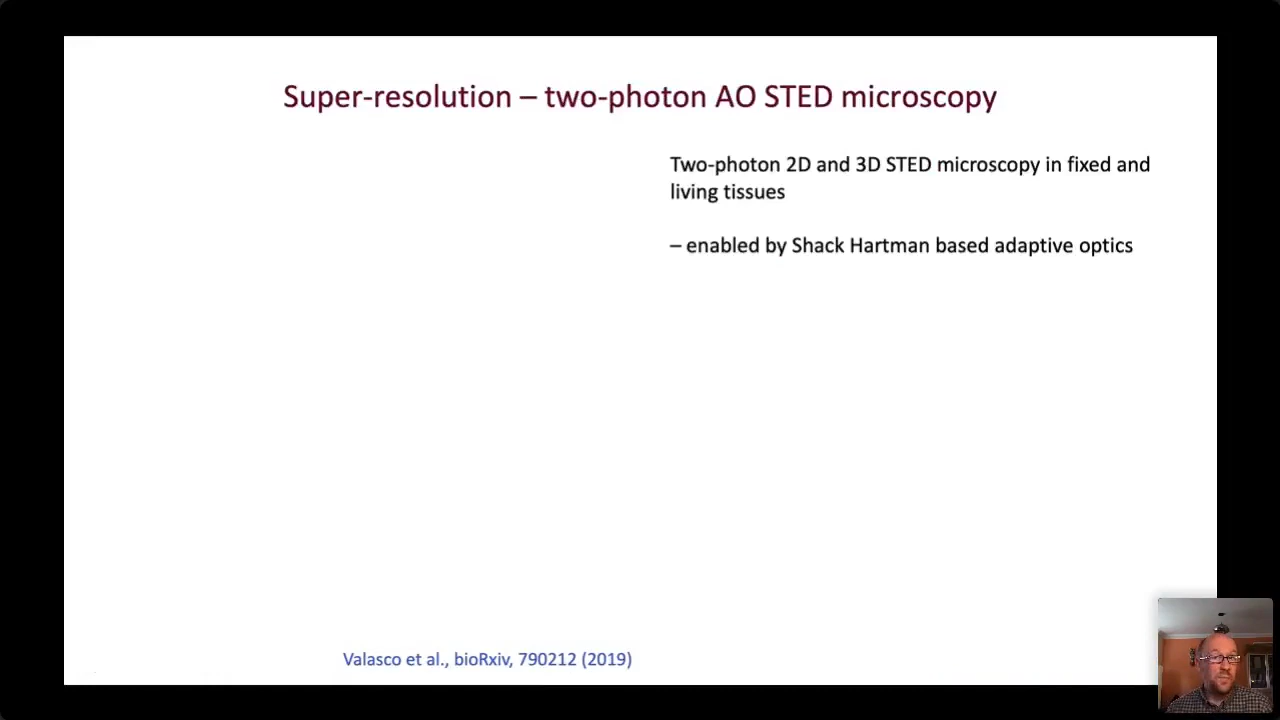 Super-resolution – two-photon AO STED microscopy
Two-photon 2D and 3D STED microscopy in fixed and
living tissues
– enabled by Shack Hartman based adaptive optics
Valasco et al., bioRxiv, 790212 (2019)